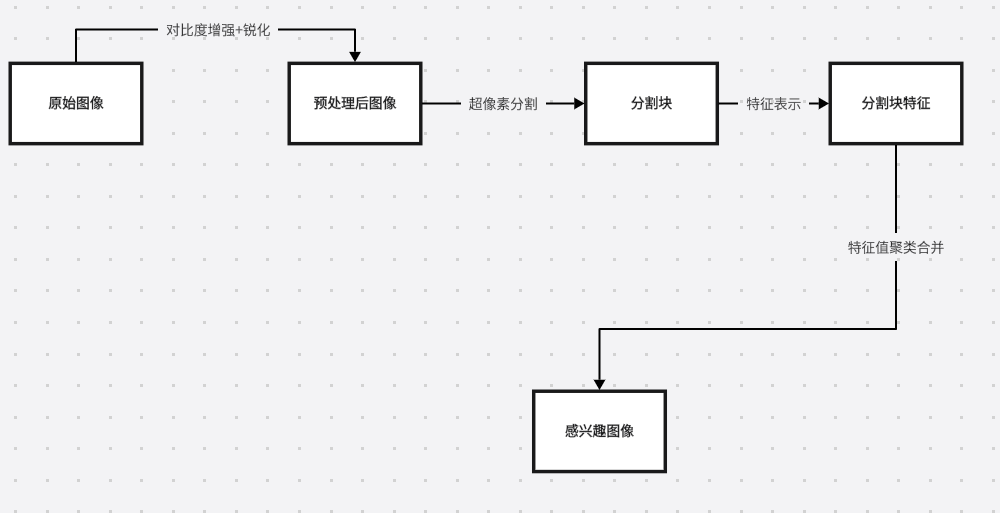 对比度增强+锐化
原始图像
预处理后图像
超像素分割
分割块
特征表示
分割块特征
特征值聚类合并
感兴趣图像